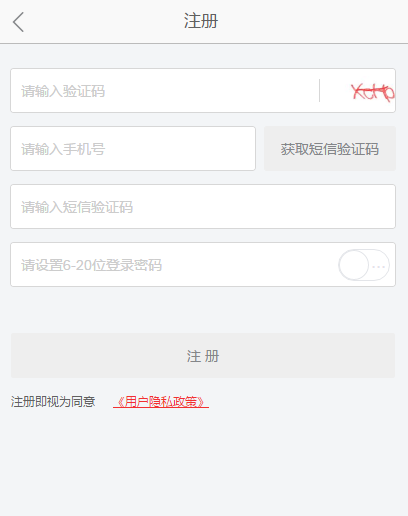 注册
请输入验证码
请输入手机号 获取短信验证码
请输入短信验证码
请设置6-20位登录密码
注 册
注册即视为同意 《用户隐私政策》